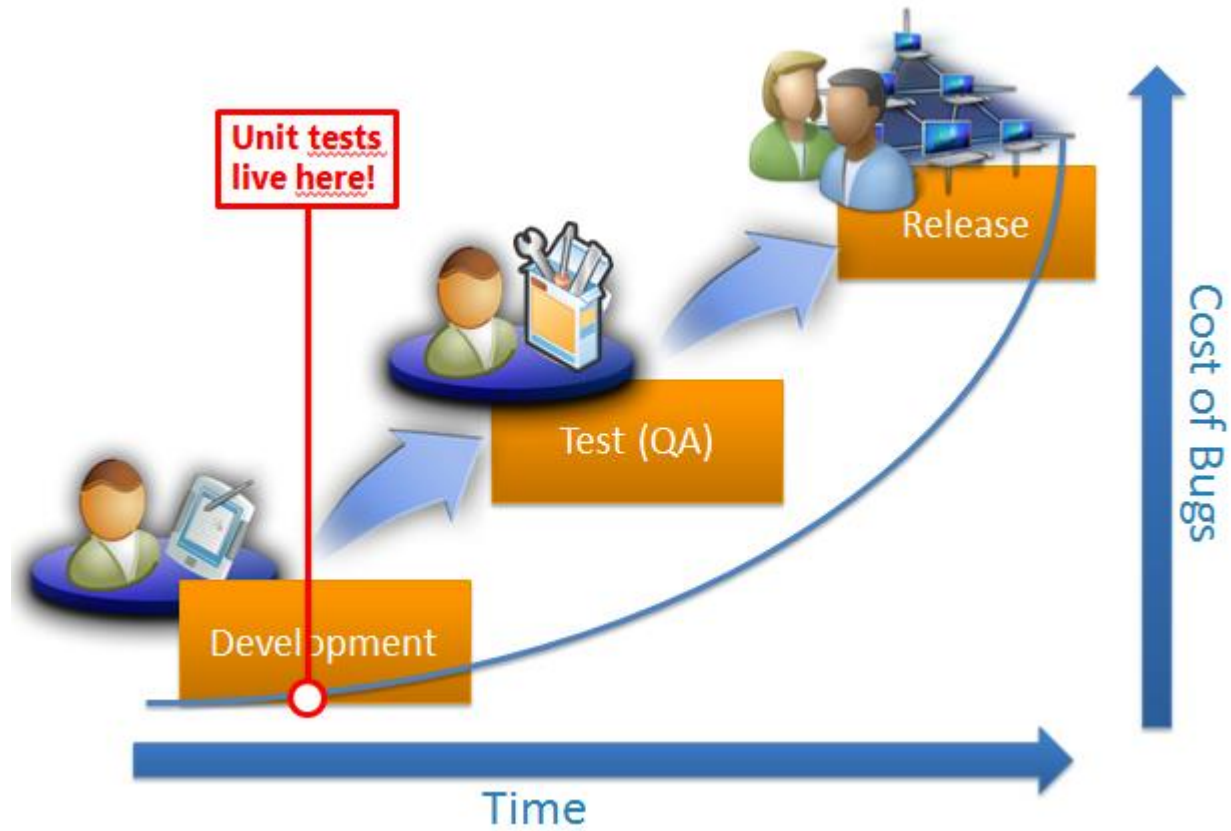 Unit tests
live here!
Release
Test (QA)
Development
Cost of Bugs
Time